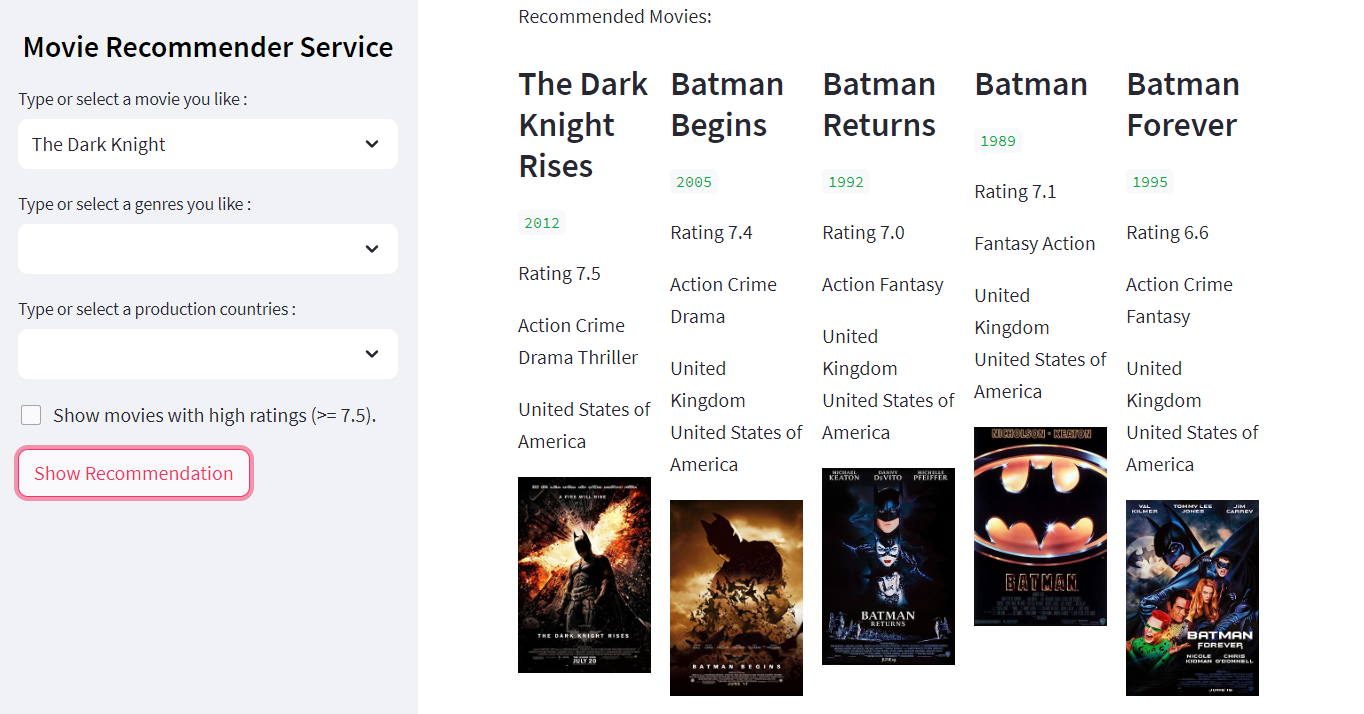 Movie Recommender Service
Type or select a movie you like :
The Dark Knight
Type or select a genres you like :
Type or select a production countries :
Show movies with high ratings (>= 7.5).
Show Recommendation
Recommended Movies:
The Dark
Knight
Rises
2012
Rating 7.5
Action Crime
Drama Thriller
United States of
America
A FIRE WILL RISE
THE DARK KNIGHT RISES
JULY 20
Batman
Begins
2005
Rating 7.4
Action Crime
Drama
United
Kingdom
United States of
America
BATMAN BEGINS
JUNE 17
Batman
Returns
1992
Rating 7.0
Action Fantasy
United
Kingdom
United States of
America
MICHAEL DANNY MICHELLE
KEATON DEVITO PFEIFFER
BATMAN
RETURNS
JUNE 19
Batman
1989
Rating 7.1
Fantasy Action
United
Kingdom
United States of
America
NICHOLSON • KEATON
BATMAN
Batman
Forever
1995
Rating 6.6
Action Crime
Fantasy
United
Kingdom
United States of
America
VAL TOMMY LEE JIM
KILMER JONES CARREY
BATMAN
FOREVER
NICOLE CHRIS
KIDMAN O'DONNELL
JUNE 16